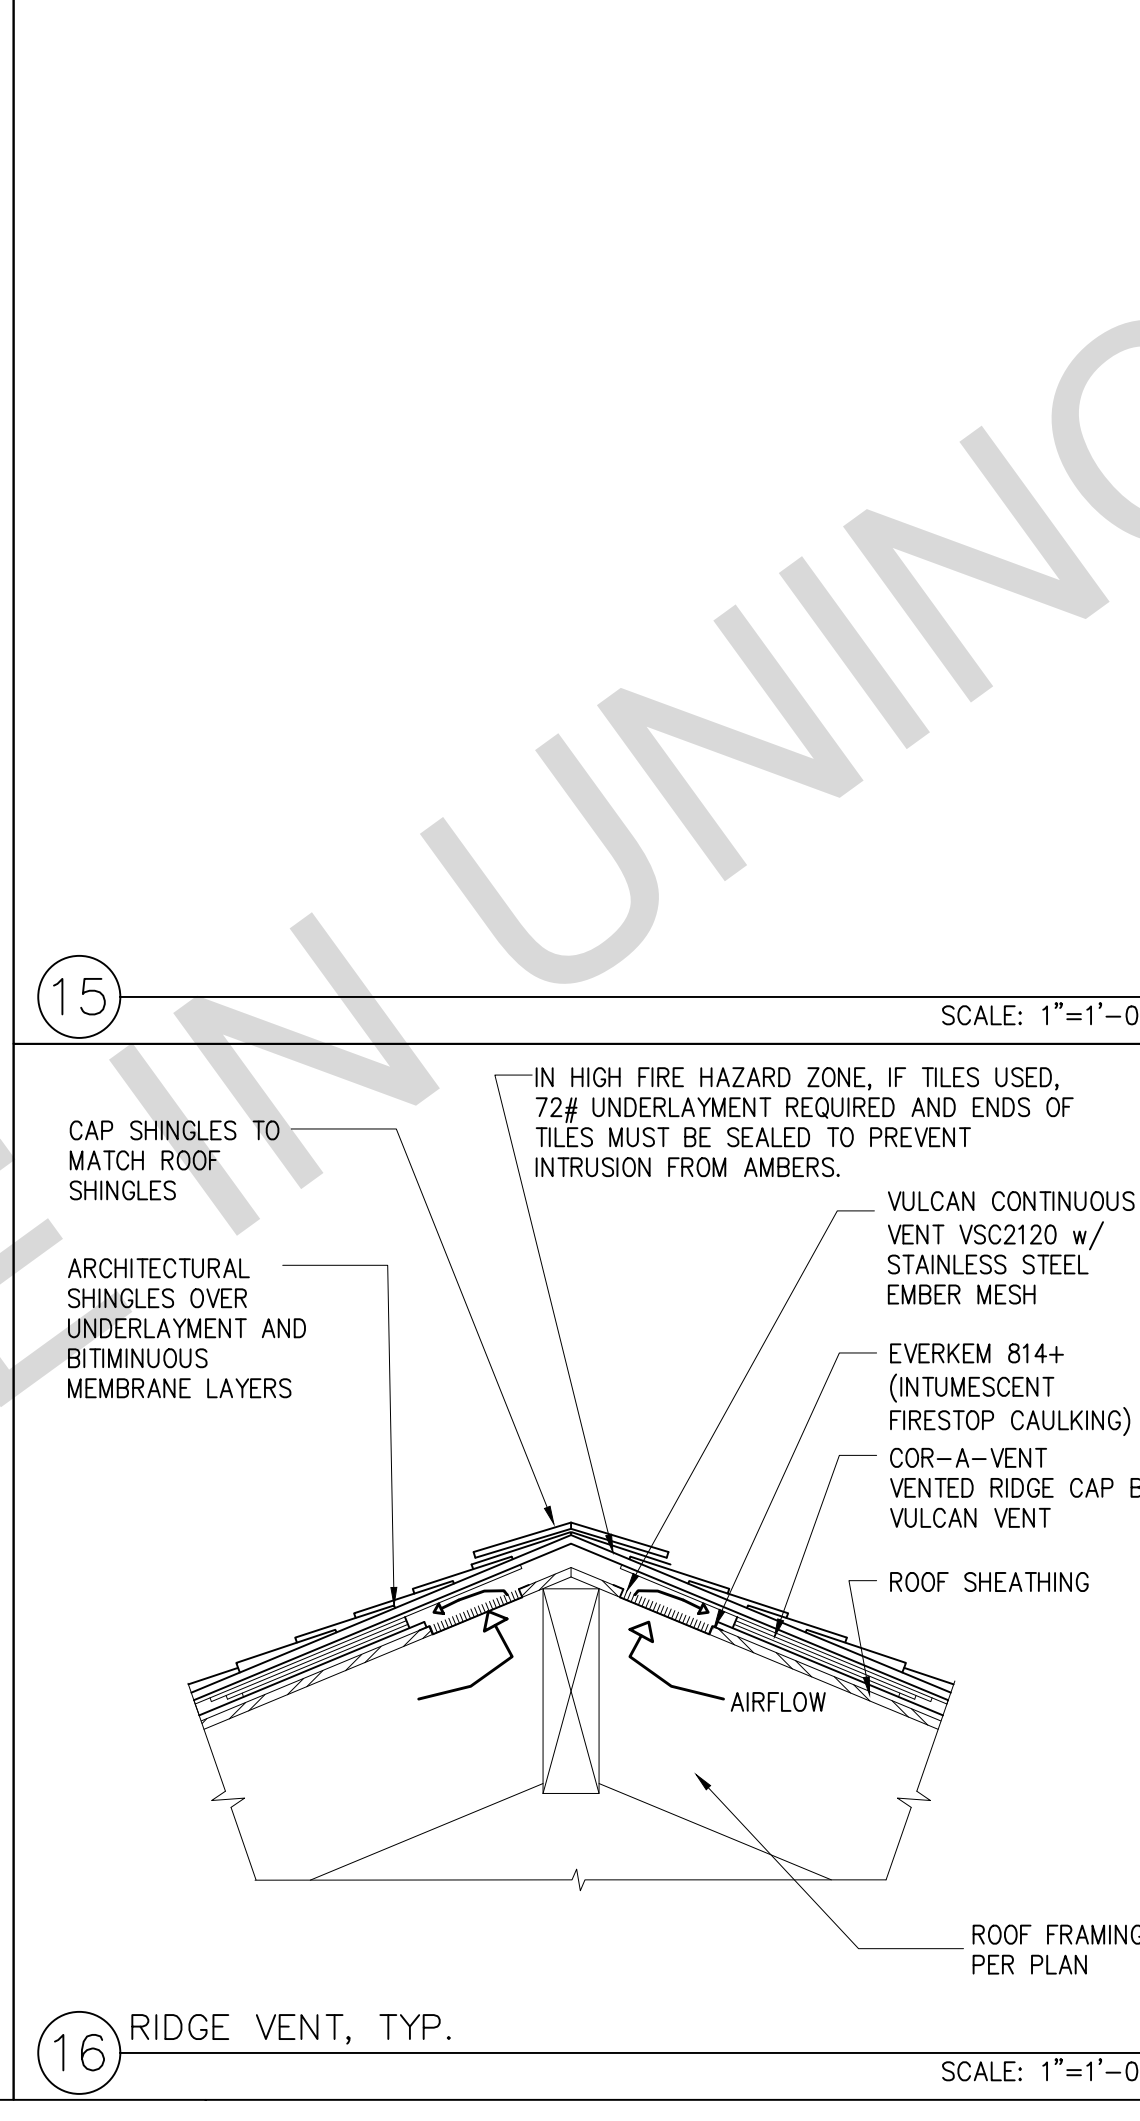 15
SCALE: 1"=1'-0
IN HIGH FIRE HAZARD ZONE, IF TILES USED,
72# UNDERLAYMENT REQUIRED AND ENDS OF
TILES MUST BE SEALED TO PREVENT
INTRUSION FROM AMBERS.
CAP SHINGLES TO
MATCH ROOF
SHINGLES
ARCHITECTURAL
SHINGLES OVER
UNDERLAYMENT AND
BITIMINUOUS
MEMBRANE LAYERS
VULCAN CONTINUOUS
VENT VSC2120 w/
STAINLESS STEEL
EMBER MESH
EVERKEM 814+
(INTUMESCENT
FIRESTOP CAULKING)
COR-A-VENT
VENTED RIDGE CAP
VULCAN VENT
ROOF SHEATHING
AIRFLOW
ROOF FRAMING
PER PLAN
16
RIDGE VENT, TYP.
SCALE: 1"=1'-0
IN UNINC